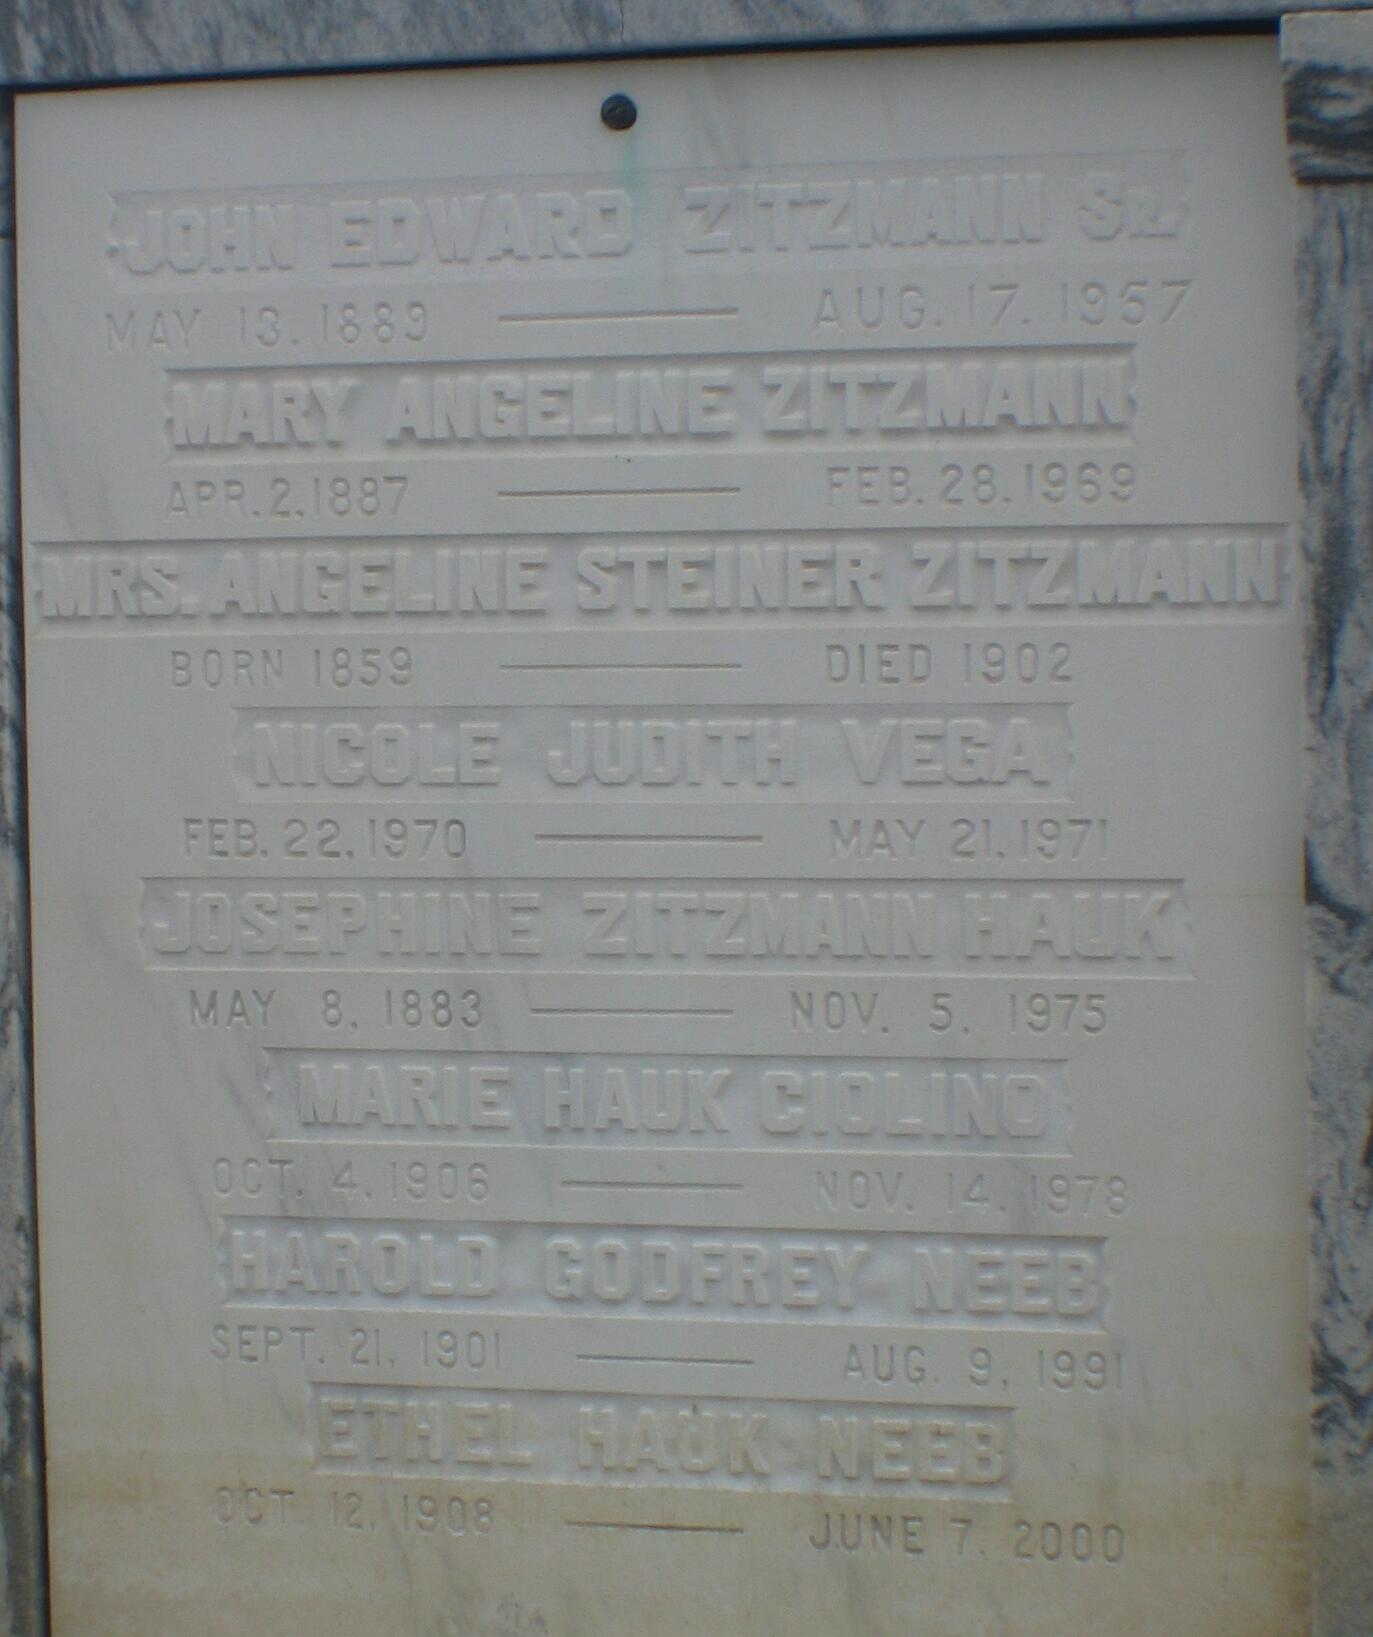 JOHN EDWARD ZITZMANN SR.
MAY 13. 1889 AUG. 17. 1957
MARY ANGELINE ZITZMANN
APR. 2, 1887 FEB. 28, 1969
MRS. ANGELINE STEINER ZITZMANN
BORN 1859 DIED 1902
NICOLE JUDITH VEGA
FEB. 22, 1970 MAY 21, 1971
JOSEPHINE ZITZMANN HAUK
MAY 8, 1883 NOV. 5, 1975
MARIE HAUK CIOLINO
OCT. 4, 1906 NOV. 14, 1978
HAROLD GODFREY NEEB
SEPT. 21, 1901 AUG. 9, 1991
ETHEL HAUK NEEB
OCT. 12, 1908 JUNE 7. 2000